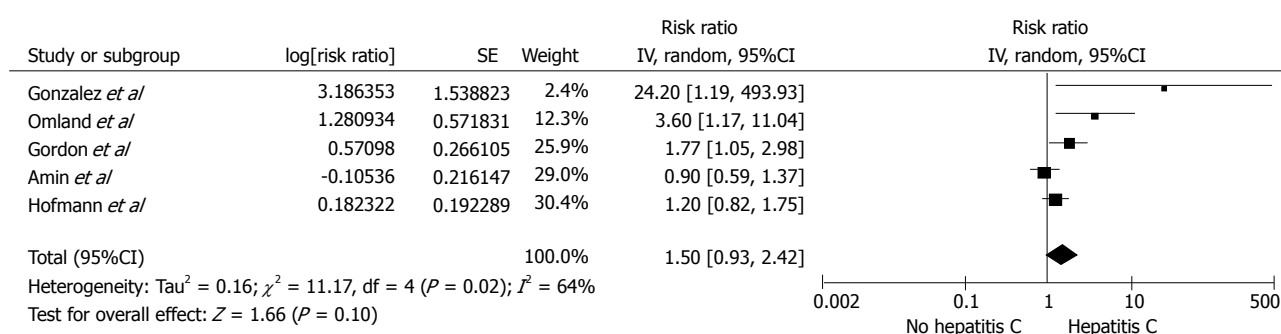 Risk ratio Risk ratio
Study or subgroup log[risk ratio] SE Weight IV, random, 95%CI IV, random, 95%CI
Gonzalez et al 3.186353 1.538823 2.4% 24.20 [1.19, 493.93]
Omland et al 1.280934 0.571831 12.3% 3.60 [1.17, 11.04]
Gordon et al 0.57098 0.266105 25.9% 1.77 [1.05, 2.98]
Amin et al -0.10536 0.216147 29.0% 0.90 [0.59, 1.37]
Hofmann et al 0.182322 0.192289 30.4% 1.20 [0.82, 1.75]
Total (95%CI) 100.0% 1.50 [0.93, 2.42]
Heterogeneity: Tau² = 0.16; χ² = 11.17, df = 4 (P = 0.02); I² = 64%
Test for overall effect: Z = 1.66 (P = 0.10)
0.002 0.1 1 10 500
No hepatitis C Hepatitis C